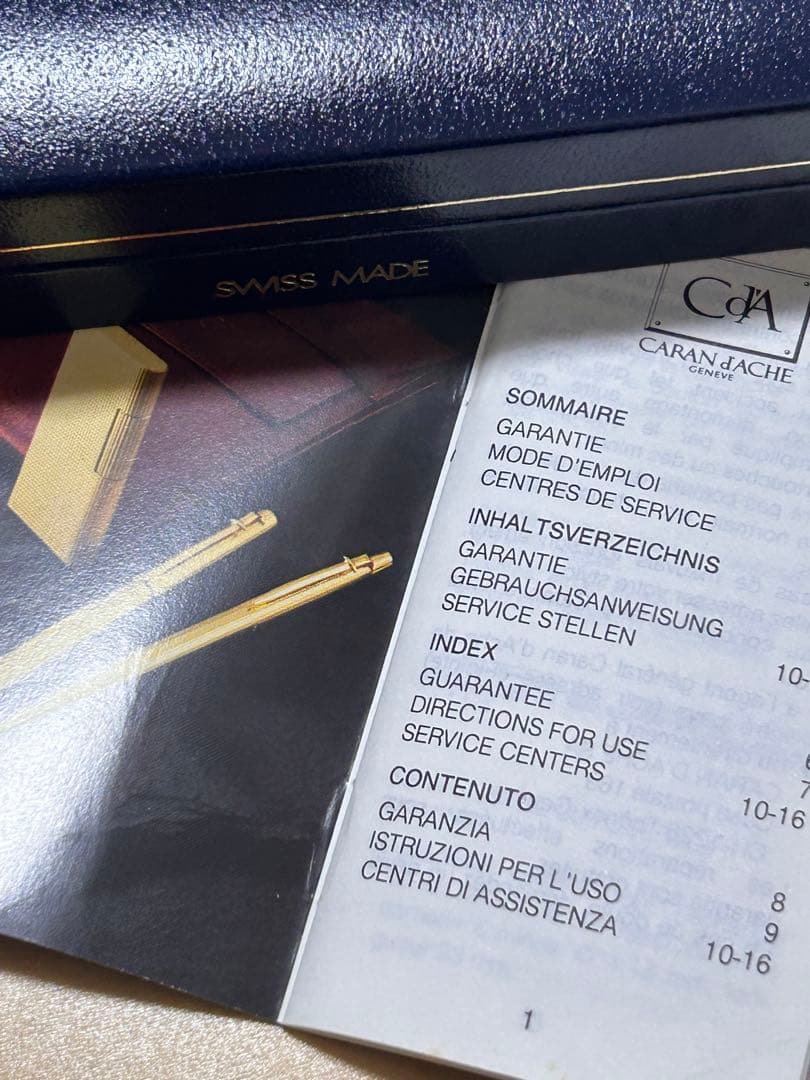 SWISS MADE
Cd'A
CARAN d'ACHE
GENEVE
SOMMAIRE
GARANTIE
MODE D'EMPLOI
CENTRES DE SERVICE
INHALTSVERZEICHNIS
GARANTIE
GEBRAUCHSANWEISUNG
SERVICE STELLEN
10-
INDEX
GUARANTEE
DIRECTIONS FOR USE
SERVICE CENTERS
7
10-16
CONTENUTO
GARANZIA 8
ISTRUZIONI PER L'USO 9
CENTRI DI ASSISTENZA 10-16
1